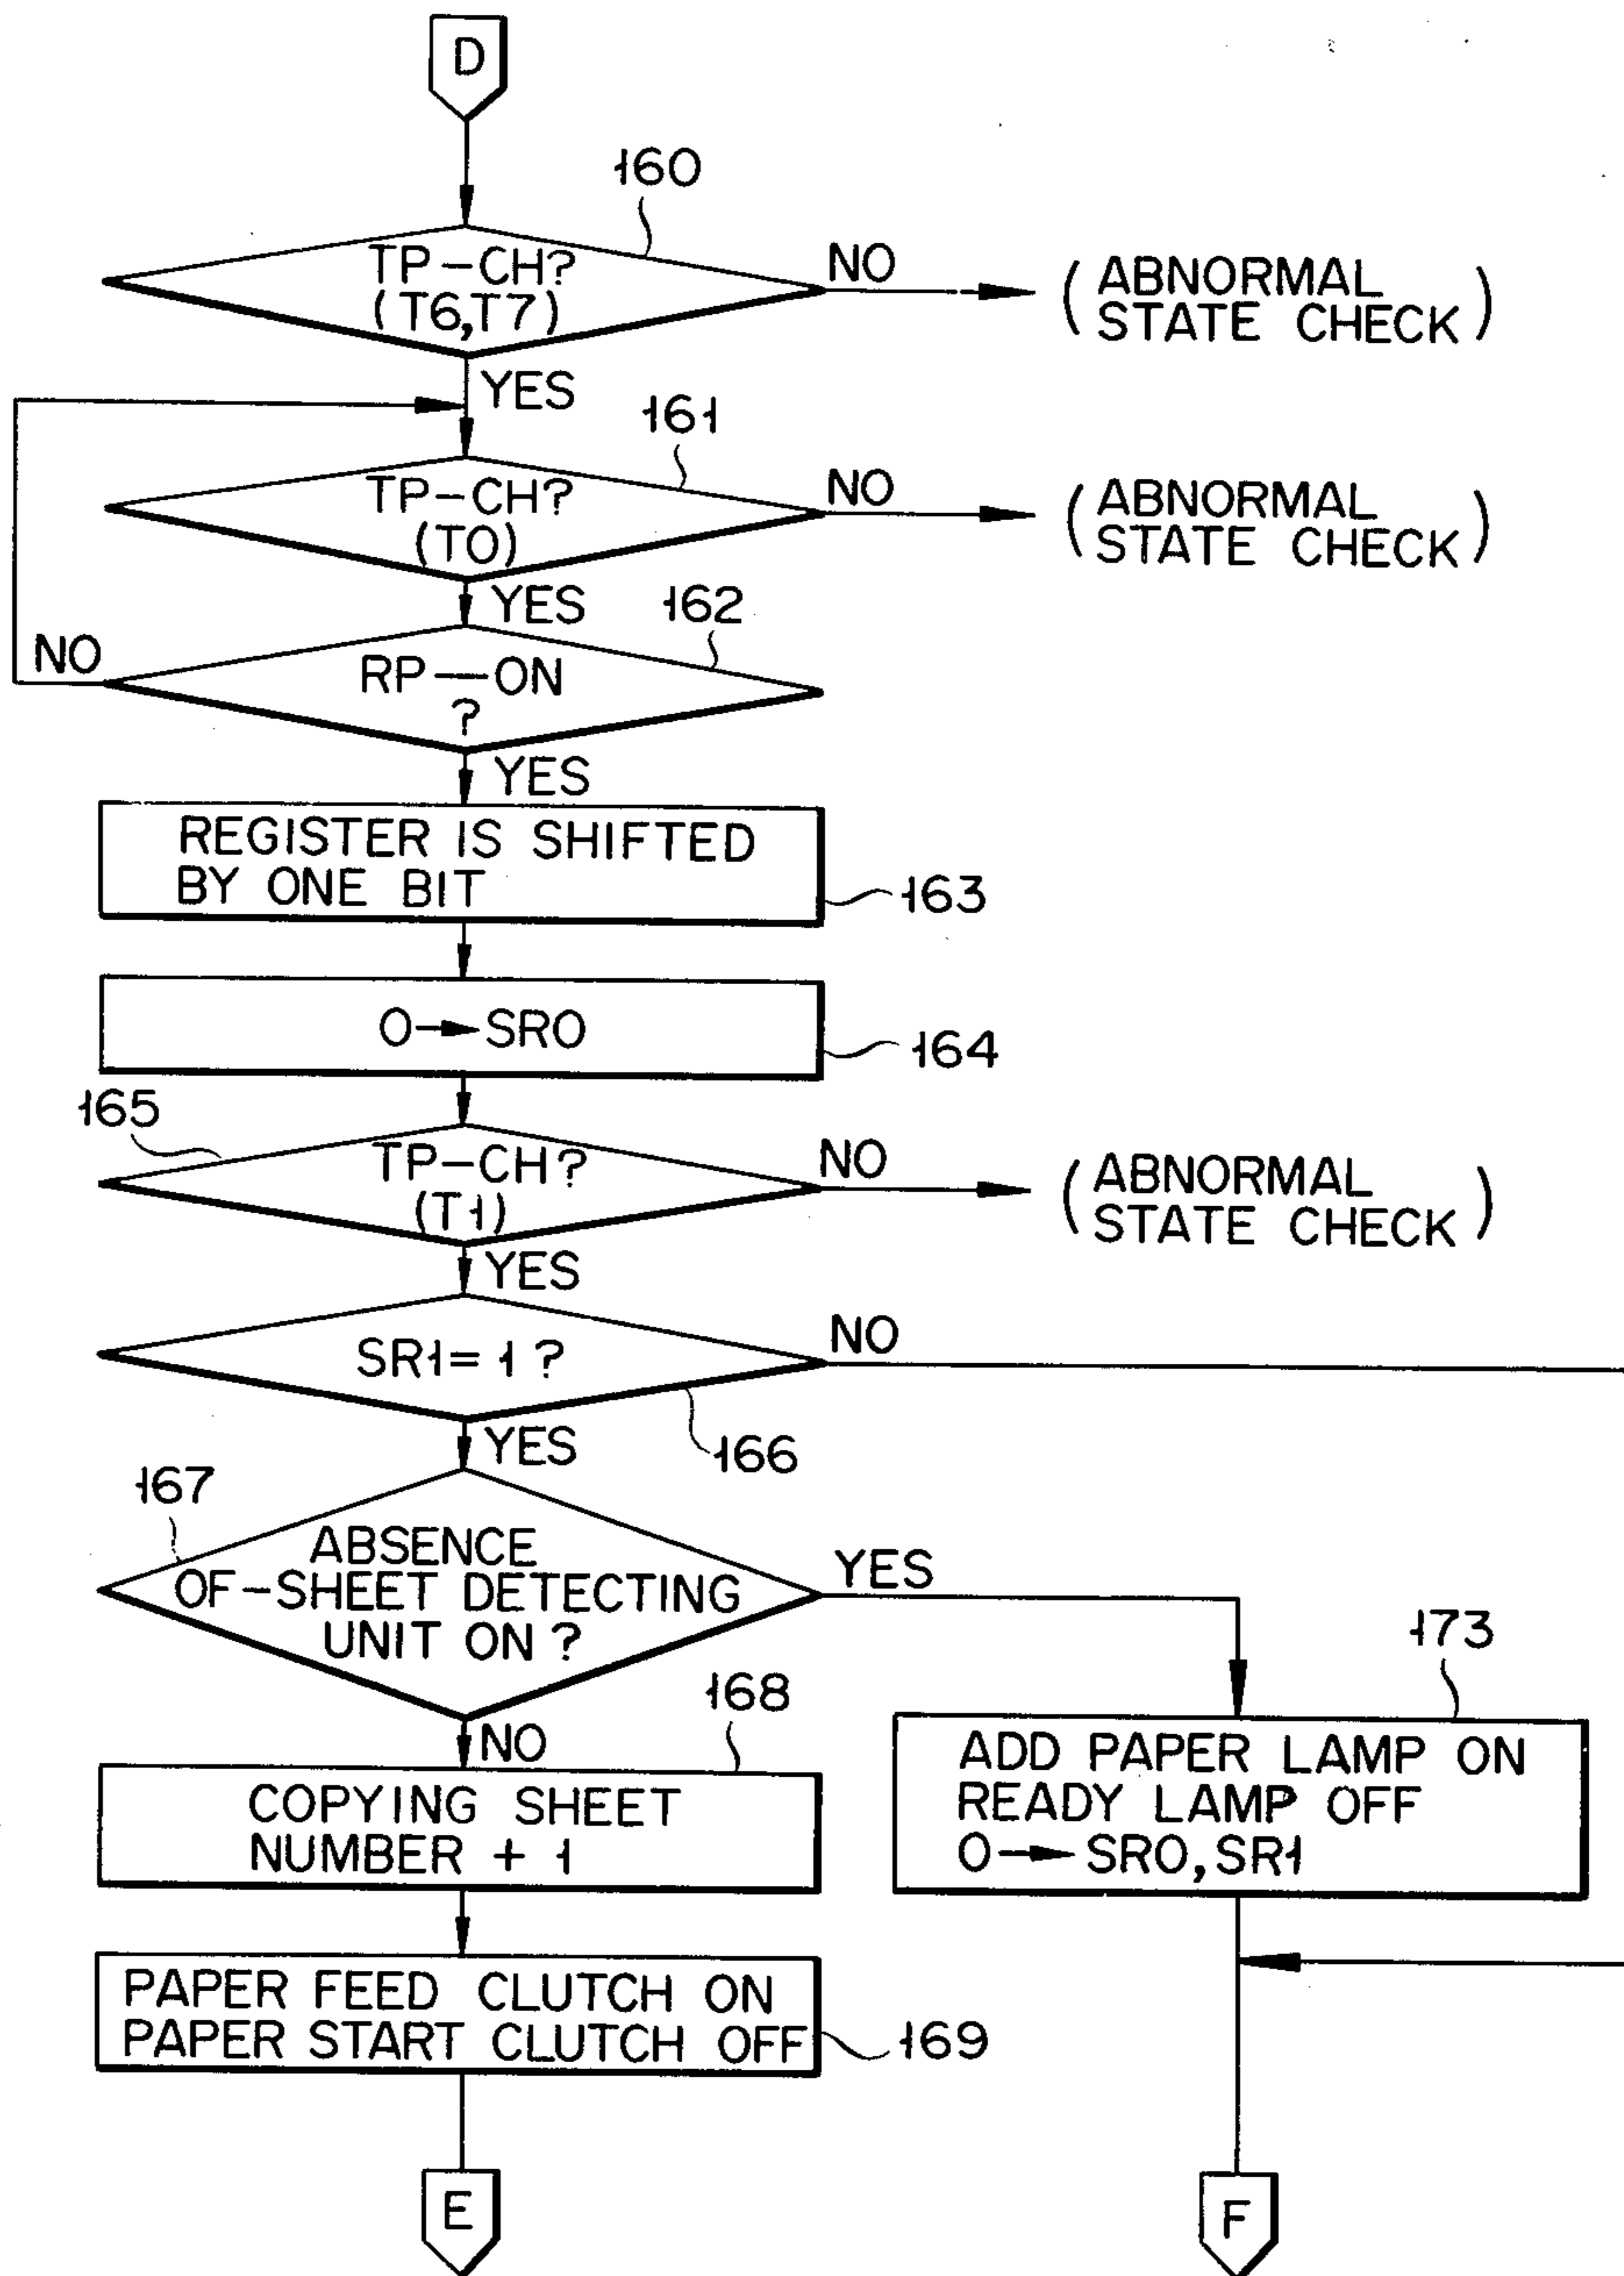 D
160
TP-CH?
(T6,T7)
NO
(ABNORMAL
STATE CHECK)
YES
161
TP-CH?
(T0)
NO
(ABNORMAL
STATE CHECK)
YES
162
NO
RP—ON
?
YES
REGISTER IS SHIFTED
BY ONE BIT
163
0→SR0
164
165
TP-CH?
(T1)
NO
(ABNORMAL
STATE CHECK)
YES
SR1=1?
NO
YES
166
167
ABSENCE
OF-SHEET DETECTING
UNIT ON?
YES
173
168
NO
COPYING SHEET
NUMBER + 1
ADD PAPER LAMP ON
READY LAMP OFF
0→SR0,SR1
PAPER FEED CLUTCH ON
PAPER START CLUTCH OFF
169
E
F